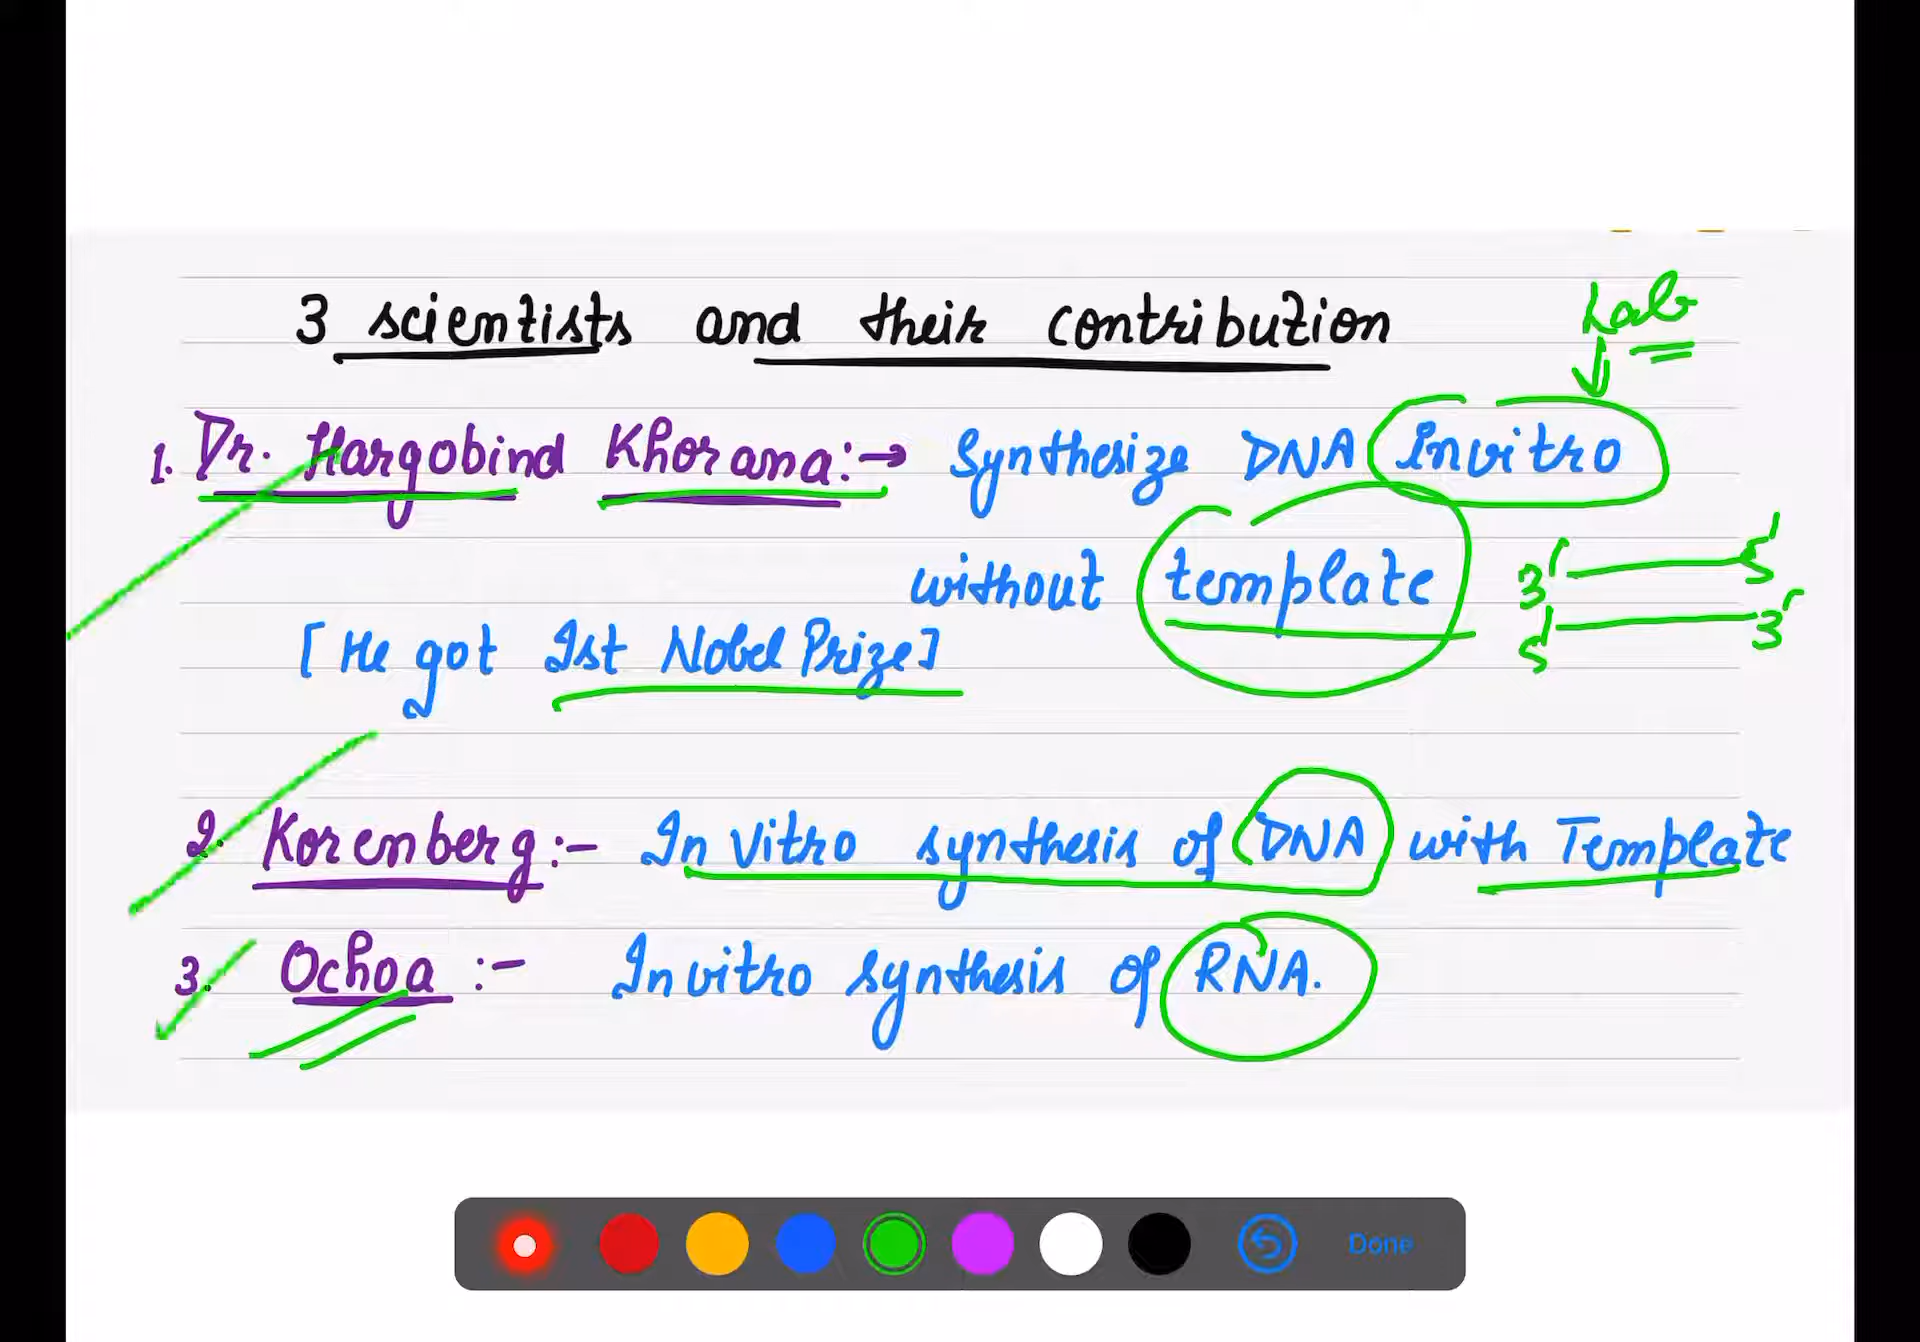 3 scientists and their contribution
Lab
1. Dr. Hargobind Khorana:→ Synthesize DNA Invitro
without template
3' 5'
5' 3'
[He got Ist Nobel Prize]
2. Korenberg:- In Vitro synthesis of DNA with Template
3. Ochoa :- Invitro synthesis of RNA.
Done